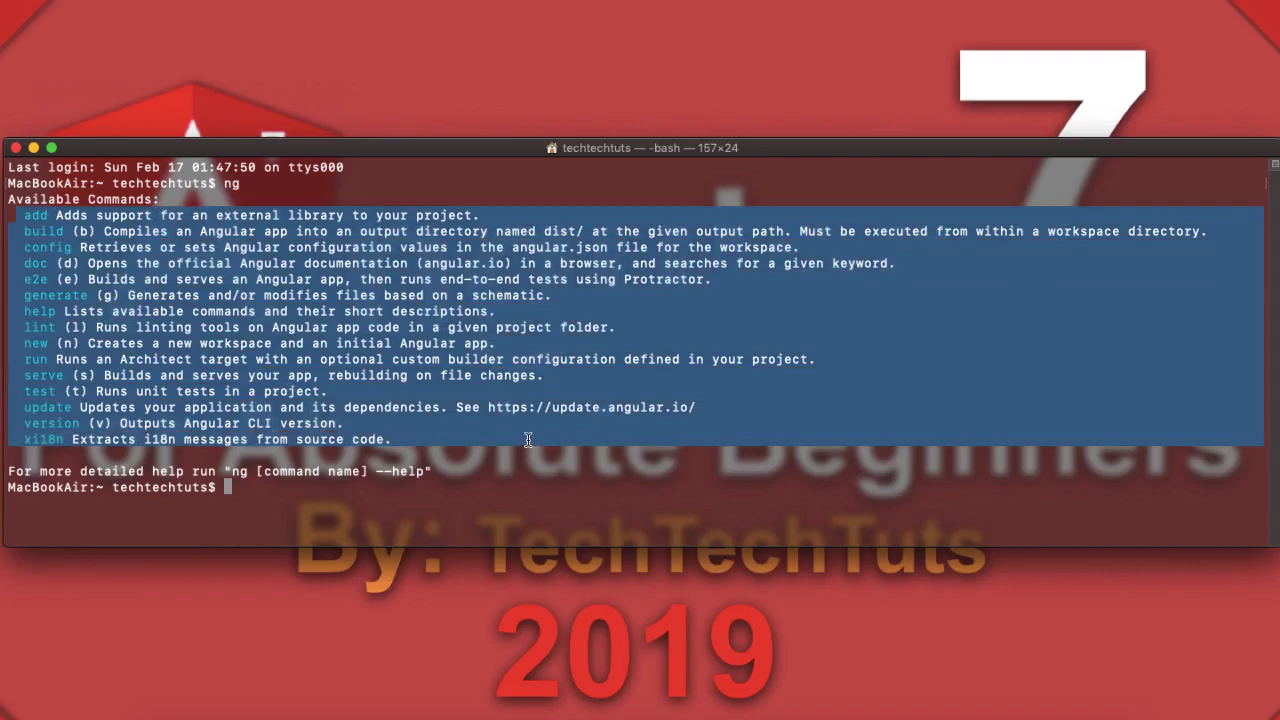 7
techtechtuts — -bash — 157×24
Last login: Sun Feb 17 01:47:50 on ttys000
MacBookAir:~ techtechtuts$ ng
Available Commands:
add Adds support for an external library to your project.
build (b) Compiles an Angular app into an output directory named dist/ at the given output path. Must be executed from within a workspace directory.
config Retrieves or sets Angular configuration values in the angular.json file for the workspace.
doc (d) Opens the official Angular documentation (angular.io) in a browser, and searches for a given keyword.
e2e (e) Builds and serves an Angular app, then runs end-to-end tests using Protractor.
generate (g) Generates and/or modifies files based on a schematic.
help Lists available commands and their short descriptions.
lint (l) Runs linting tools on Angular app code in a given project folder.
new (n) Creates a new workspace and an initial Angular app.
run Runs an Architect target with an optional custom builder configuration defined in your project.
serve (s) Builds and serves your app, rebuilding on file changes.
test (t) Runs unit tests in a project.
update Updates your application and its dependencies. See https://update.angular.io/
version (v) Outputs Angular CLI version.
xi18n Extracts i18n messages from source code.
For Absolute Beginners
For more detailed help run "ng [command name] --help"
MacBookAir:~ techtechtuts$
By: TechTechTuts
2019